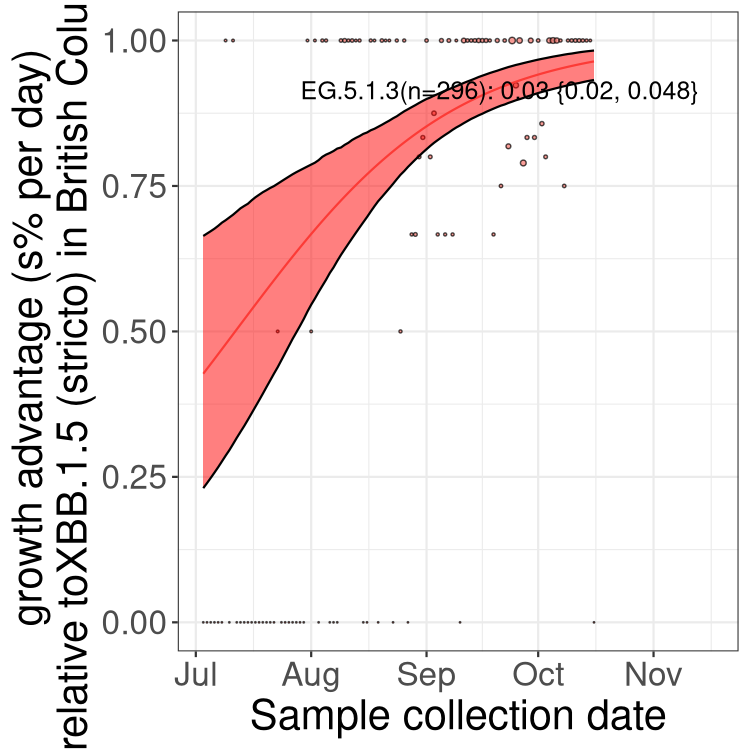 growth advantage (s% per day)
relative toXBB.1.5 (stricto) in British Colu
1.00
0.75
0.50
0.25
0.00
EG.5.1.3(n=296): 0.03 {0.02, 0.048}
Jul Aug Sep Oct Nov
Sample collection date